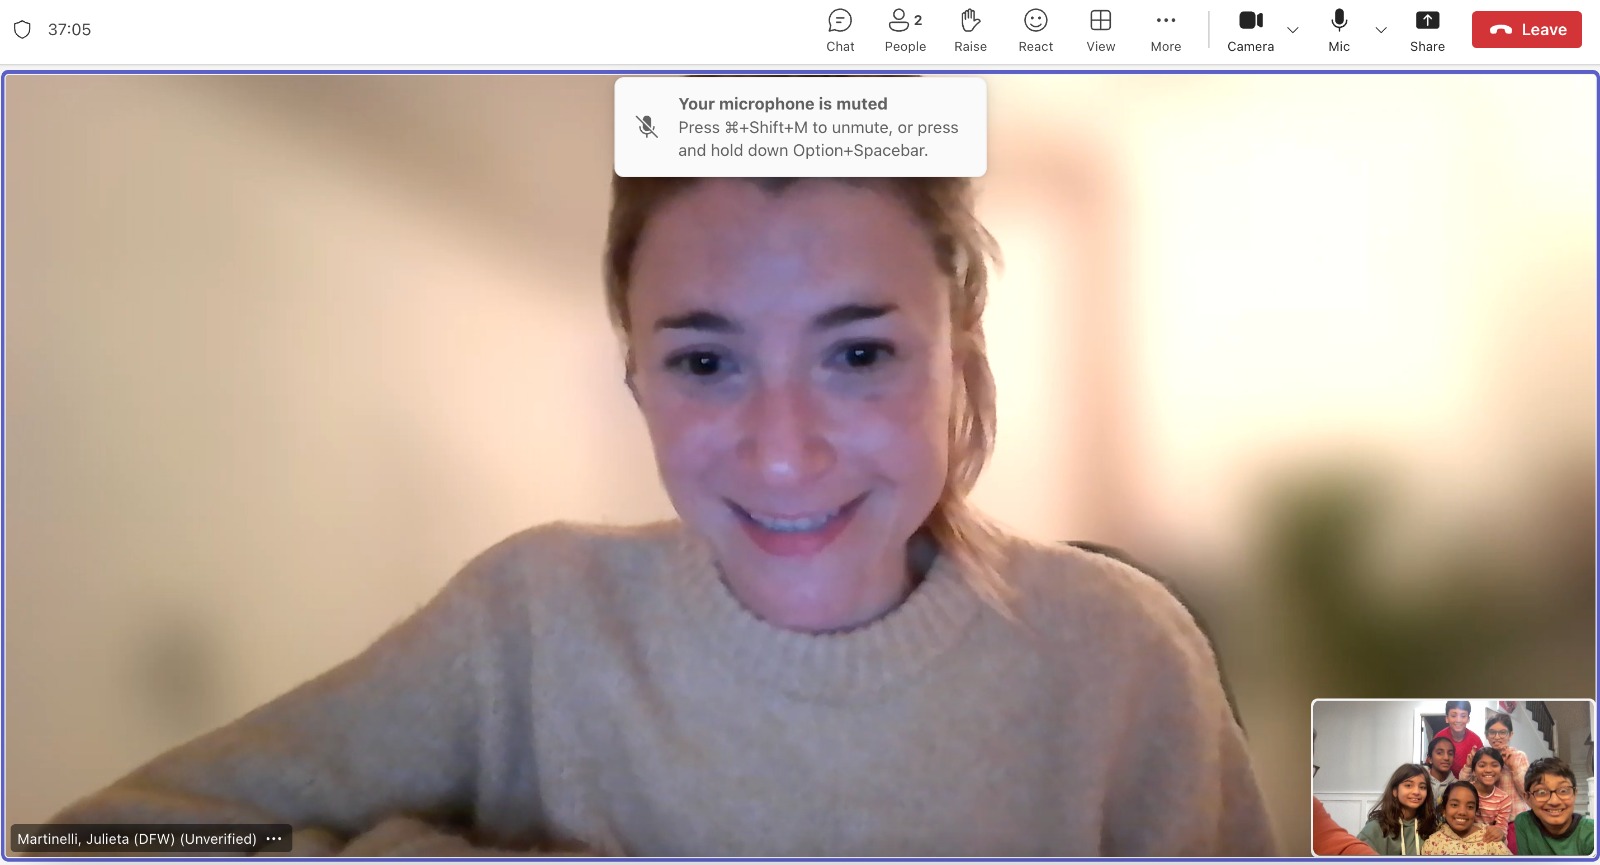 37:05
Chat
People 2
Raise
React
View
More
Camera
Mic
Share
Leave
Your microphone is muted
Press ⌘+Shift+M to unmute, or press
and hold down Option+Spacebar.
Martinelli, Julieta (DFW) (Unverified) ···